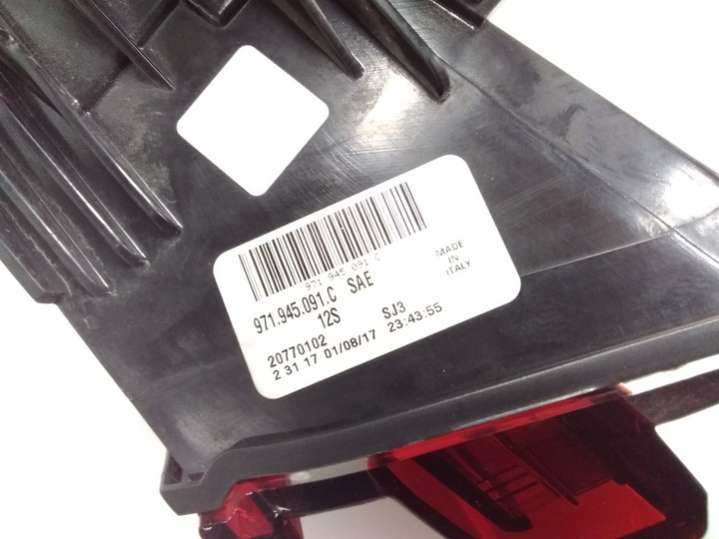 971.945.091.C
971.945.091.C SAE
MADE
IN
ITALY
12S SJ3
20770102
2 31 17 01/08/17 23:43:55